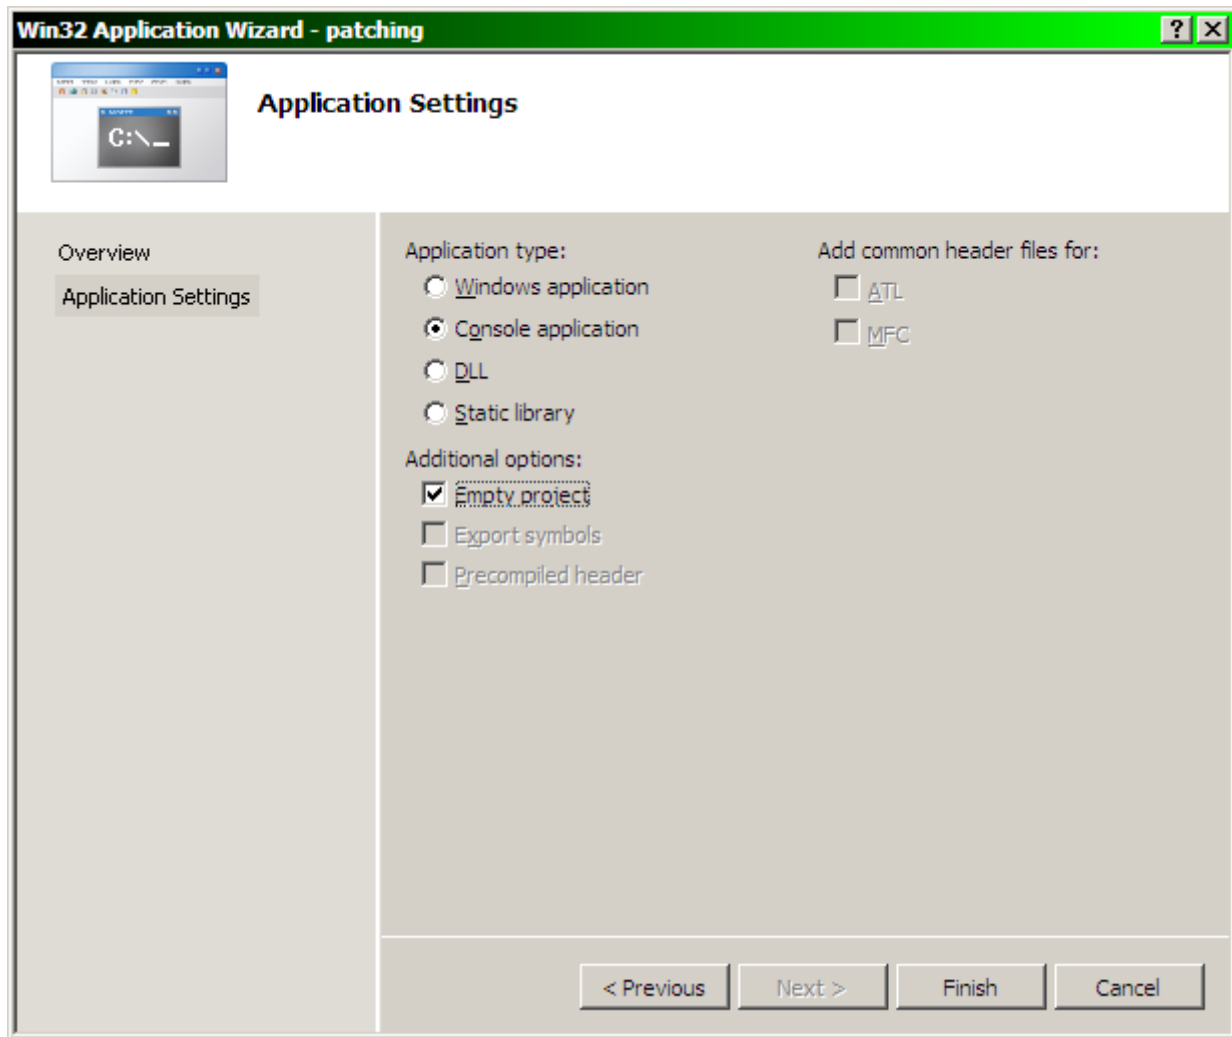 Win32 Application Wizard - patching
C:\_
Application Settings
Overview
Application Settings
Application type:
Windows application
Console application
DLL
Static library
Additional options:
Empty project
Export symbols
Precompiled header
Add common header files for:
ATL
MFC
< Previous
Next >
Finish
Cancel